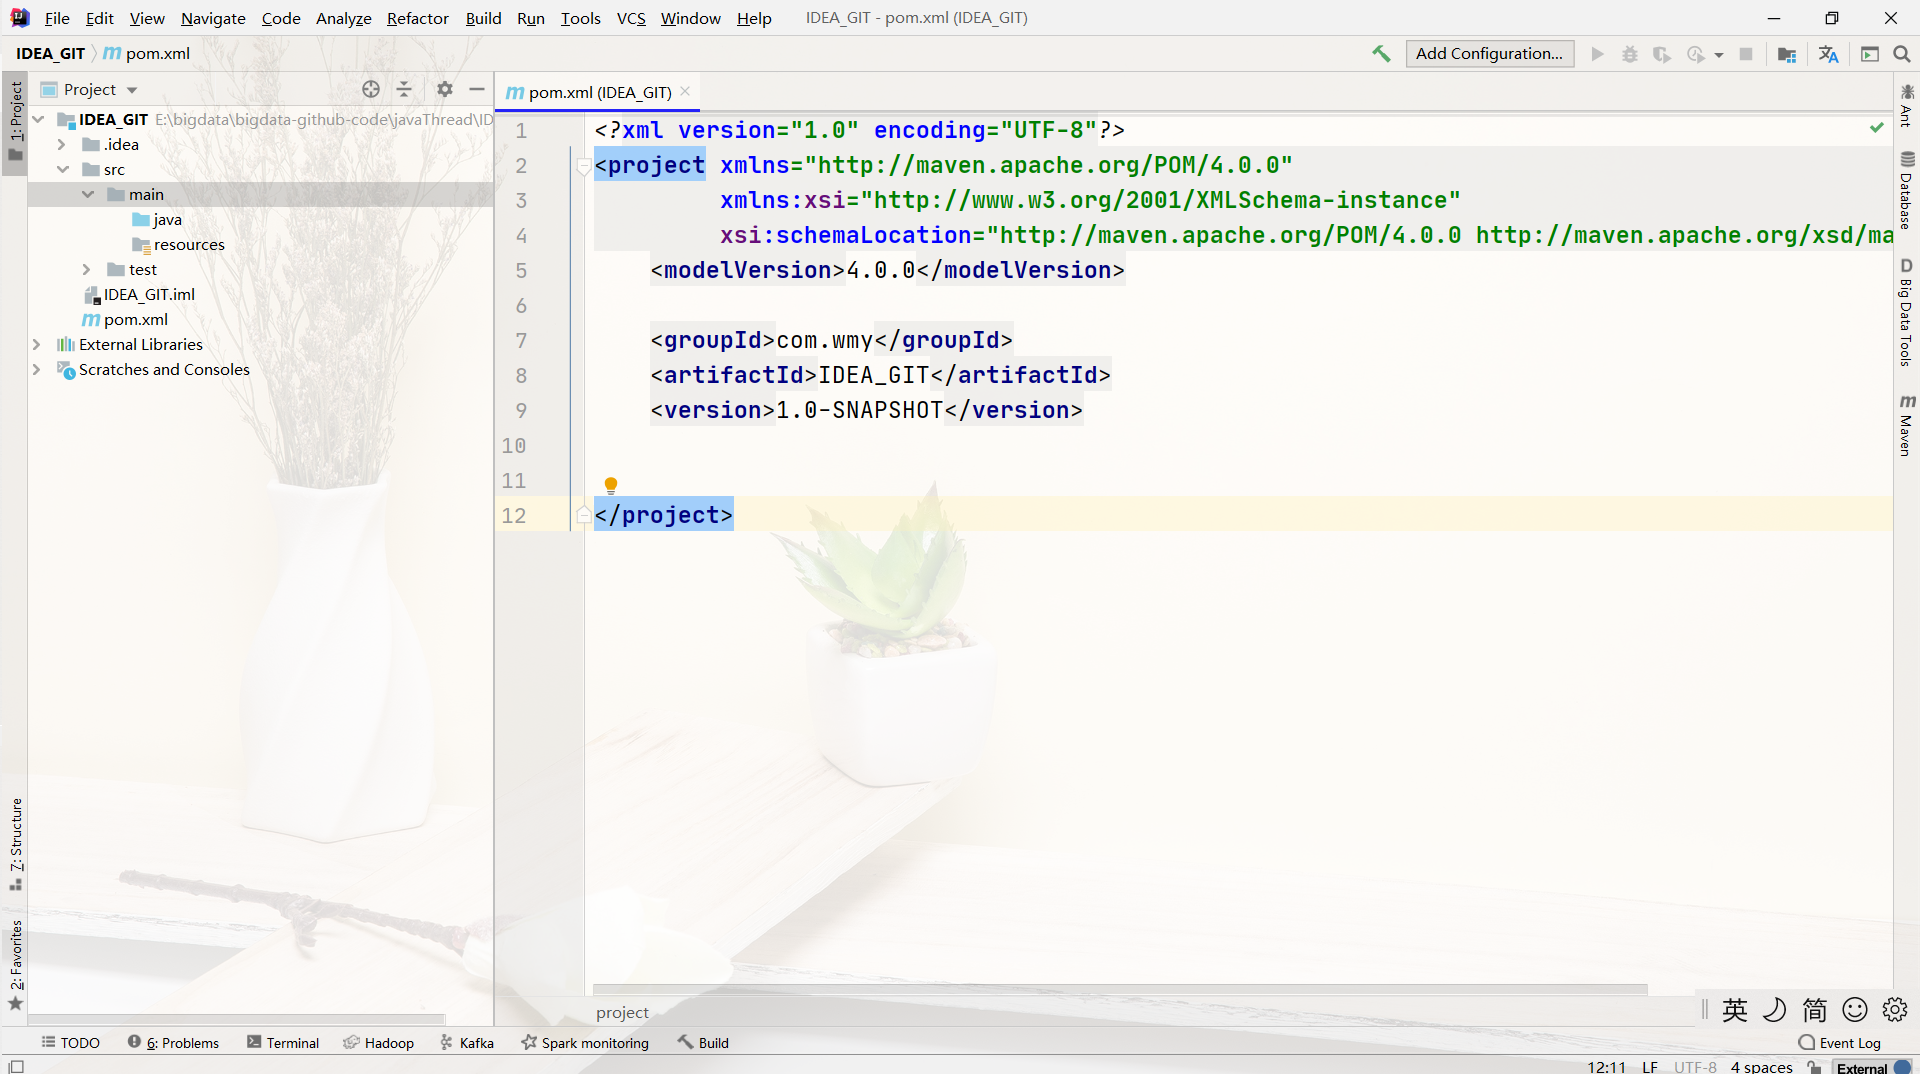 File Edit View Navigate Code Analyze Refactor Build Run Tools VCS Window Help IDEA_GIT - pom.xml (IDEA_GIT)
IDEA_GIT m pom.xml Add Configuration...
Project
m pom.xml (IDEA_GIT)
1: Project
IDEA_GIT E:\bigdata\bigdata-github-code\javaThread\ID
.idea
src
main
java
resources
test
IDEA_GIT.iml
m pom.xml
External Libraries
Scratches and Consoles
7: Structure
2: Favorites
1 <?xml version="1.0" encoding="UTF-8"?>
2 <project xmlns="http://maven.apache.org/POM/4.0.0"
3 xmlns:xsi="http://www.w3.org/2001/XMLSchema-instance"
4 xsi:schemaLocation="http://maven.apache.org/POM/4.0.0 http://maven.apache.org/xsd/ma
5 <modelVersion>4.0.0</modelVersion>
6
7 <groupId>com.wmy</groupId>
8 <artifactId>IDEA_GIT</artifactId>
9 <version>1.0-SNAPSHOT</version>
10
11
12 </project>
project
Ant
Database
D Big Data Tools
m Maven
英 简
TODO 6: Problems Terminal Hadoop Kafka Spark monitoring Build Event Log
12:11 LF UTF-8 4 spaces External